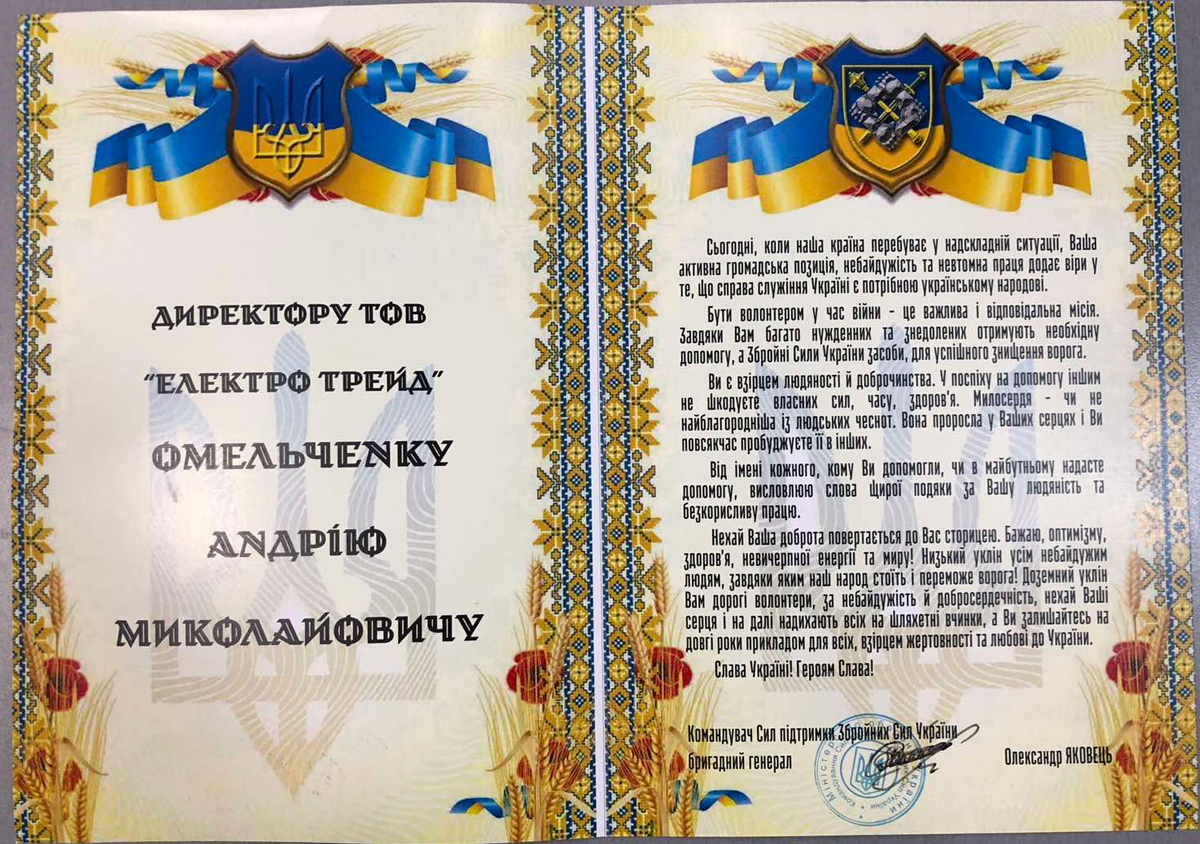 ДИРЕКТОРУ ТОВ
"ЕЛЕКТРО ТРЕЙД"
ОМЕЛЬЧЕНКУ
АНДРІЮ
МИКОЛАЙОВИЧУ
Сьогодні, коли наша країна перебуває у надскладній ситуації, Ваша
активна громадська позиція, небайдужість та невтомна праця додає віри у
те, що справа служіння Україні є потрібною українському народові.
Бути волонтером у час війни - це важлива і відповідальна місія.
Завдяки Вам багато нужденних та знедолених отримують необхідну
допомогу, а Збройні Сили України засоби, для успішного знищення ворога.
Ви є взірцем людяності й доброчинства. У поспіху на допомогу іншим
не шкодуєте власних сил, часу, здоров'я. Милосердя - чи не
найблагородніша із людських чеснот. Вона проросла у Ваших серцях і Ви
повсякчас пробуджуєте її в інших.
Від імені кожного, кому Ви допомогли, чи в майбутньому надасте
допомогу, висловлюю слова щирої подяки за Вашу людяність та
безкорисливу працю.
Нехай Ваша доброта повертається до Вас сторицею. Бажаю, оптимізму,
здоров'я, невичерпної енергії та миру! Низький уклін усім небайдужим
людям, завдяки яким наш народ стоїть і переможе ворога! Доземний уклін
Вам дорогі волонтери, за небайдужість й добросердечність, нехай Ваші
серця і на далі надихають всіх на шляхетні вчинки, а Ви залишайтесь на
довгі роки прикладом для всіх, взірцем жертовності та любові до України.
Слава Україні! Героям Слава!
Командувач Сил підтримки Збройних Сил України
бригадний генерал
Олександр ЯКОВЕЦЬ